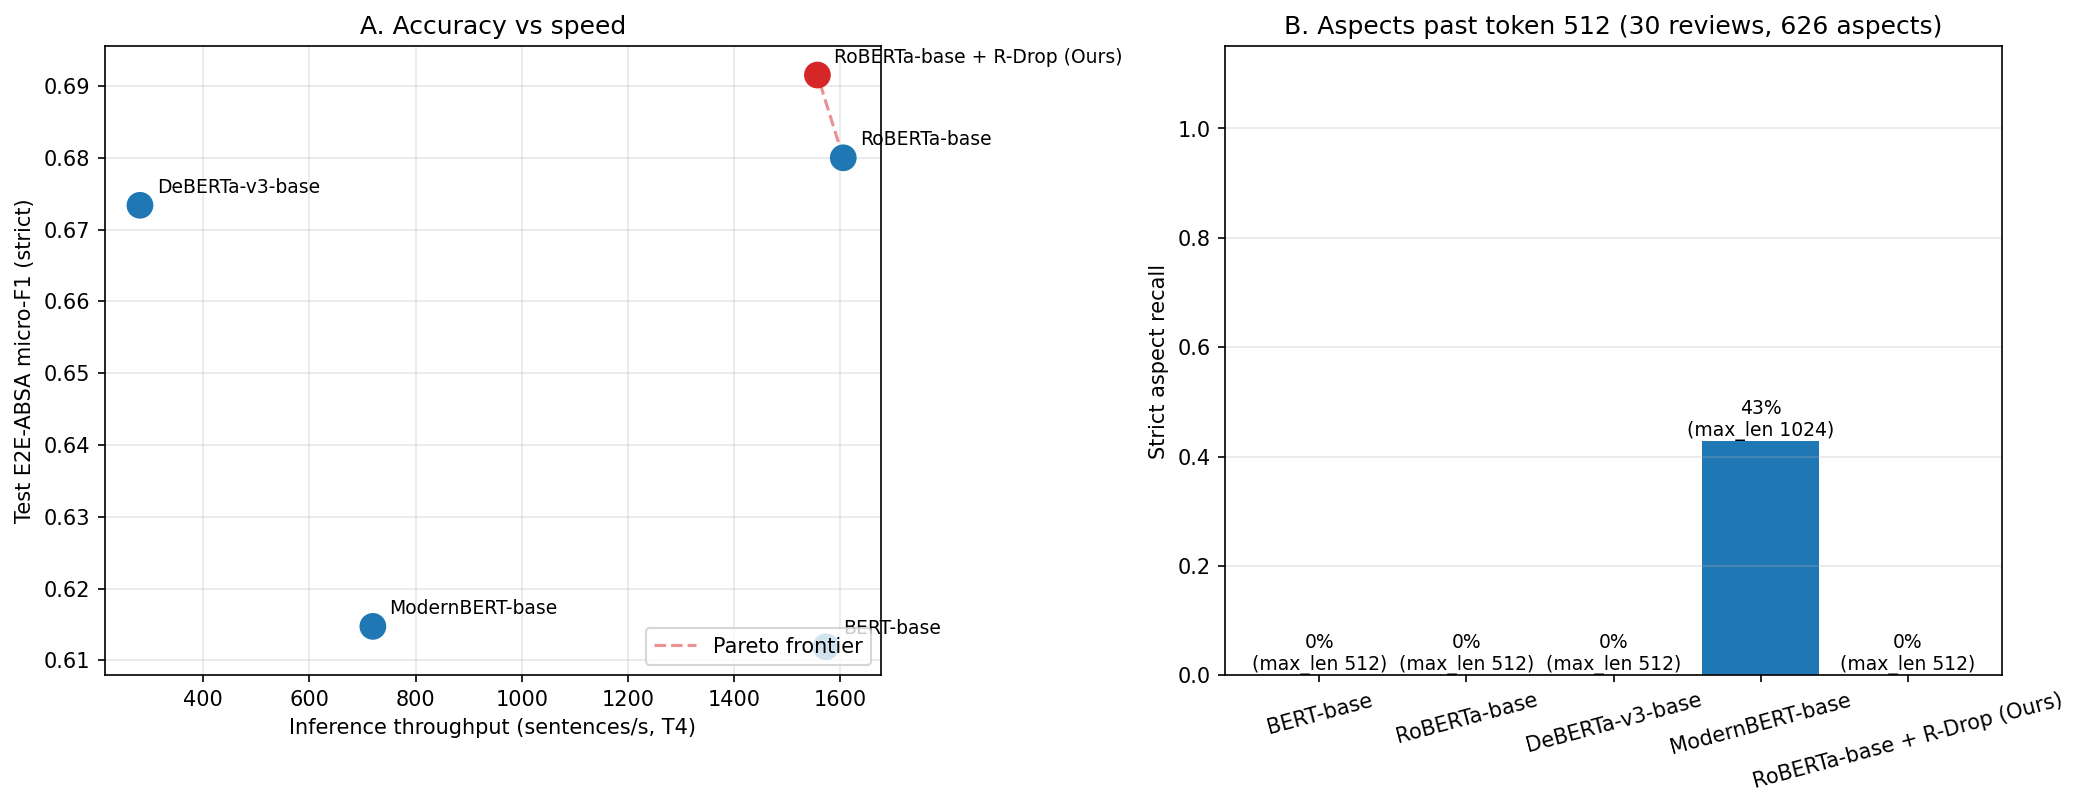 A. Accuracy vs speed
RoBERTa-base + R-Drop (Ours)
RoBERTa-base
DeBERTa-v3-base
ModernBERT-base
BERT-base
Pareto frontier
0.69
0.68
0.67
0.66
0.65
0.64
0.63
0.62
0.61
Test E2E-ABSA micro-F1 (strict)
400 600 800 1000 1200 1400 1600
Inference throughput (sentences/s, T4)
B. Aspects past token 512 (30 reviews, 626 aspects)
1.0
0.8
0.6
0.4
0.2
0.0
Strict aspect recall
43%
(max_len 1024)
0% 0% 0% 0%
(max_len 512) (max_len 512) (max_len 512) (max_len 512)
BERT-base
RoBERTa-base
DeBERTa-v3-base
ModernBERT-base
RoBERTa-base + R-Drop (Ours)